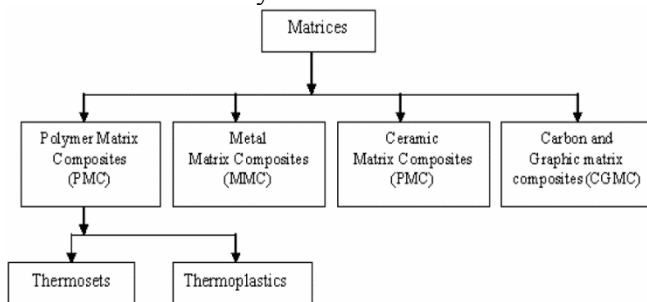 Matrices
Polymer Matrix
Composites
(PMC)
Metal
Matrix Composites
(MMC)
Ceramic
Matrix Composites
(PMC)
Carbon and
Graphic matrix
composites (CGMC)
Thermosets
Thermoplastics